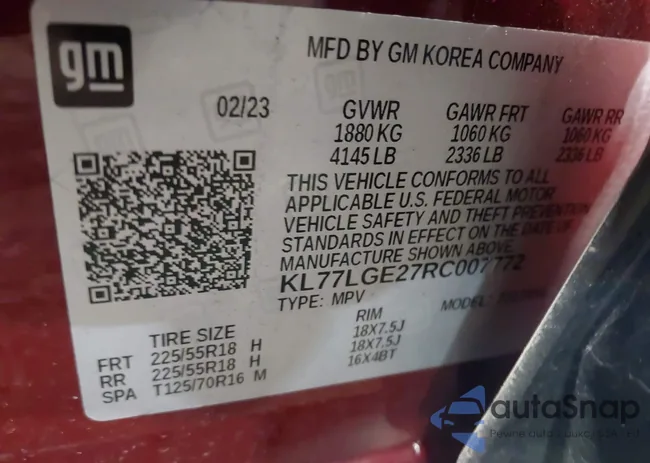 gm
MFD BY GM KOREA COMPANY
02/23 GVWR GAWR FRT GAWR RR
1880 KG 1060 KG 1060 KG
4145 LB 2336 LB 2336 LB
THIS VEHICLE CONFORMS TO ALL
APPLICABLE U.S. FEDERAL MOTOR
VEHICLE SAFETY AND THEFT PREVENTION
STANDARDS IN EFFECT ON THE DATE OF
MANUFACTURE SHOWN ABOVE.
KL77LGE27RC007772
TYPE: MPV MODEL:
TIRE SIZE RIM
FRT 225/55R18 H 18X7.5J
RR 225/55R18 H 18X7.5J
SPA T125/70R16 M 16X4BT
autaSnap